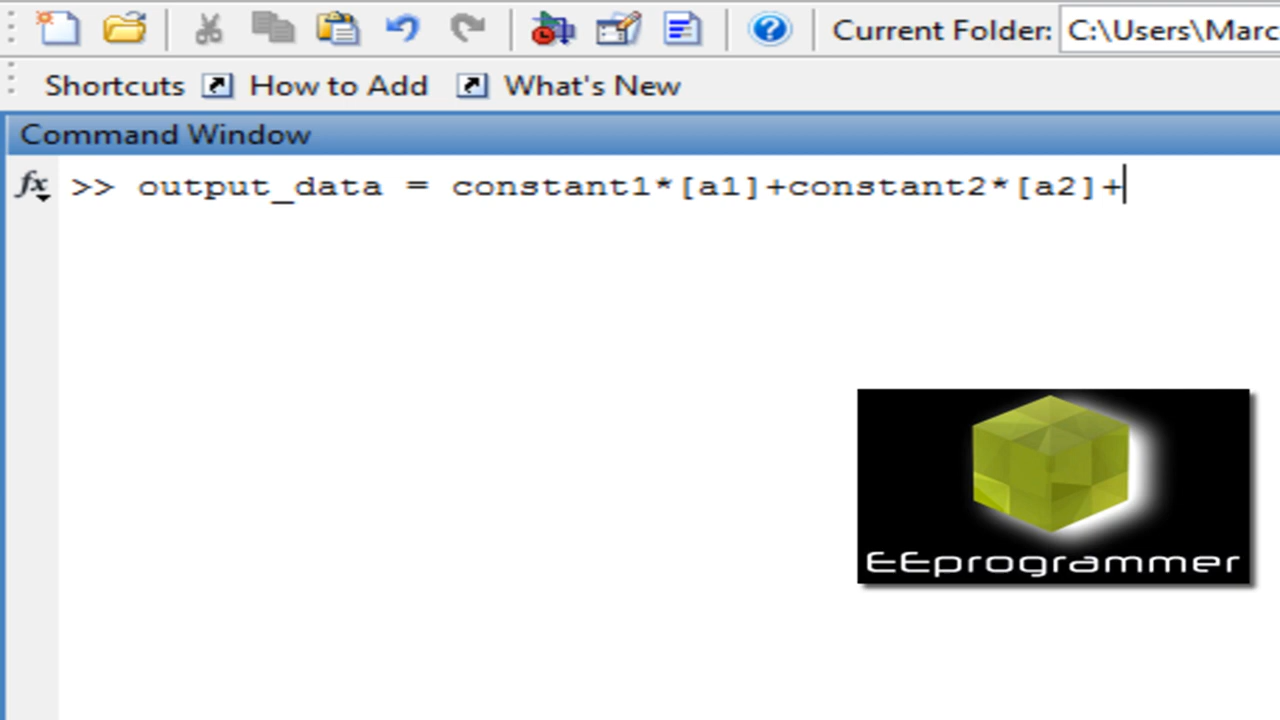 Current Folder: C:\Users\Marc
Shortcuts How to Add What's New
Command Window
fx >> output_data = constant1*[a1]+constant2*[a2]+
EEprogrammer